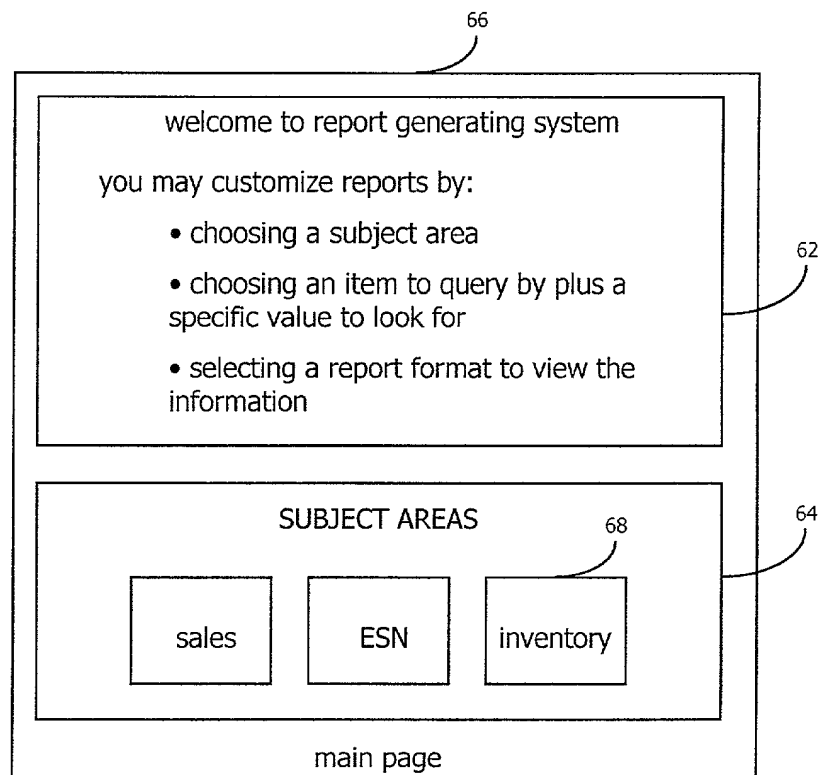 66
welcome to report generating system
you may customize reports by:
• choosing a subject area
• choosing an item to query by plus a
specific value to look for
62
• selecting a report format to view the
information
SUBJECT AREAS
68
64
sales
ESN
inventory
main page